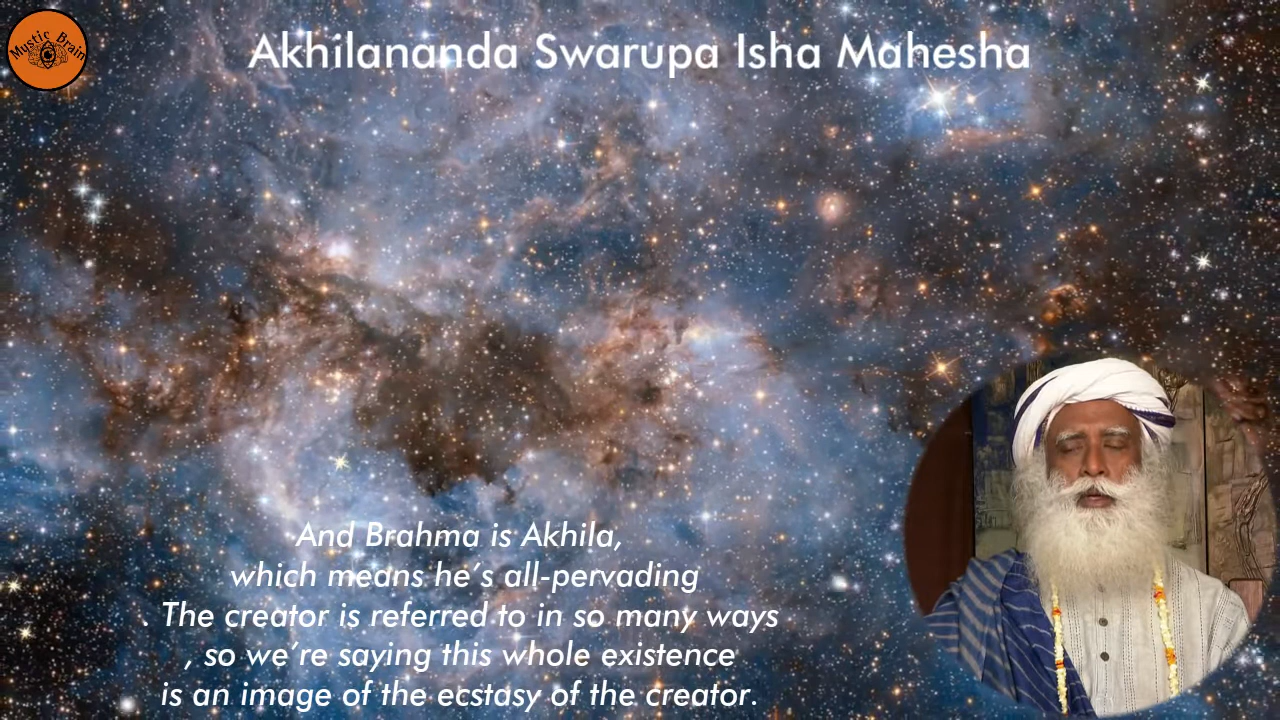 Mustic Brain
Akhilananda Swarupa Isha Mahesha
And Brahma is Akhila,
which means he's all-pervading
. The creator is referred to in so many ways
, so we're saying this whole existence
is an image of the ecstasy of the creator.